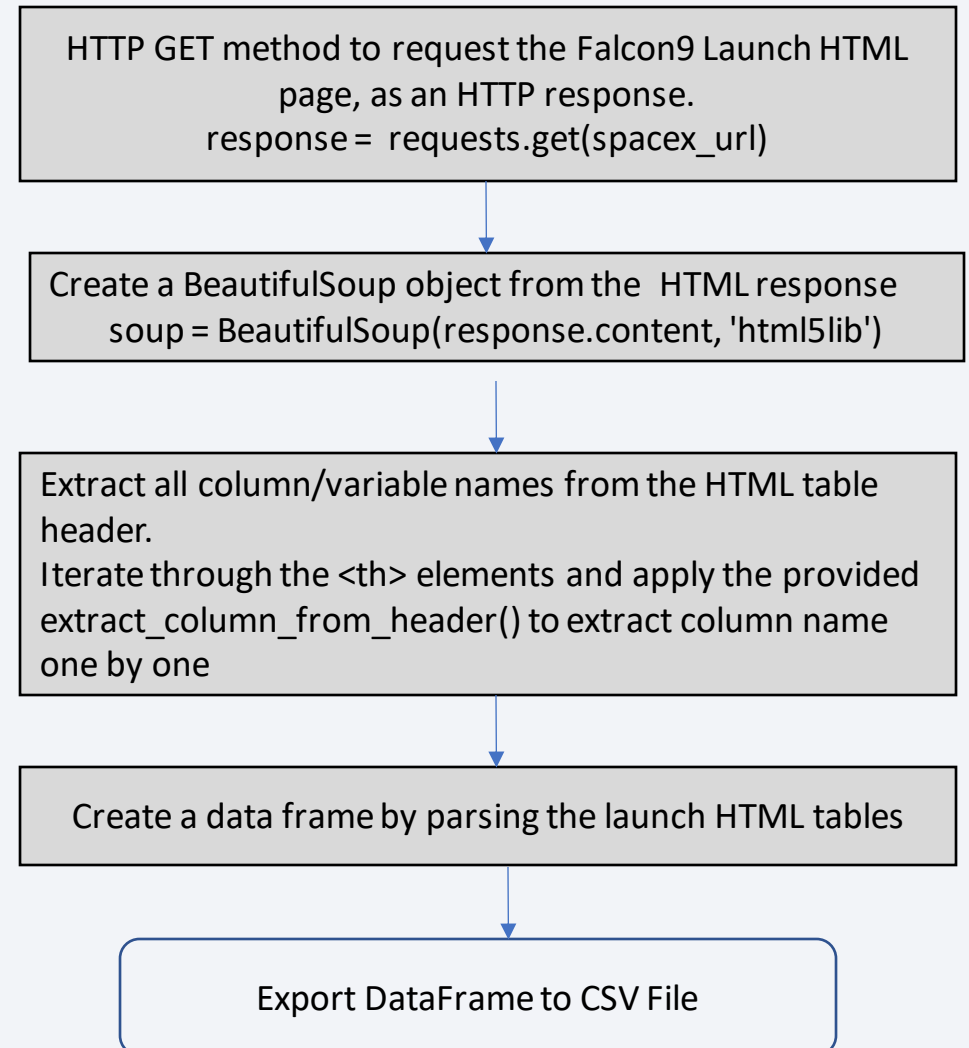 HTTP GET method to request the Falcon9 Launch HTML
page, as an HTTP response.
response = requests.get(spacex_url)
Create a BeautifulSoup object from the HTML response
soup = BeautifulSoup(response.content, 'html5lib')
Extract all column/variable names from the HTML table
header.
Iterate through the <th> elements and apply the provided
extract_column_from_header() to extract column name
one by one
Create a data frame by parsing the launch HTML tables
Export DataFrame to CSV File